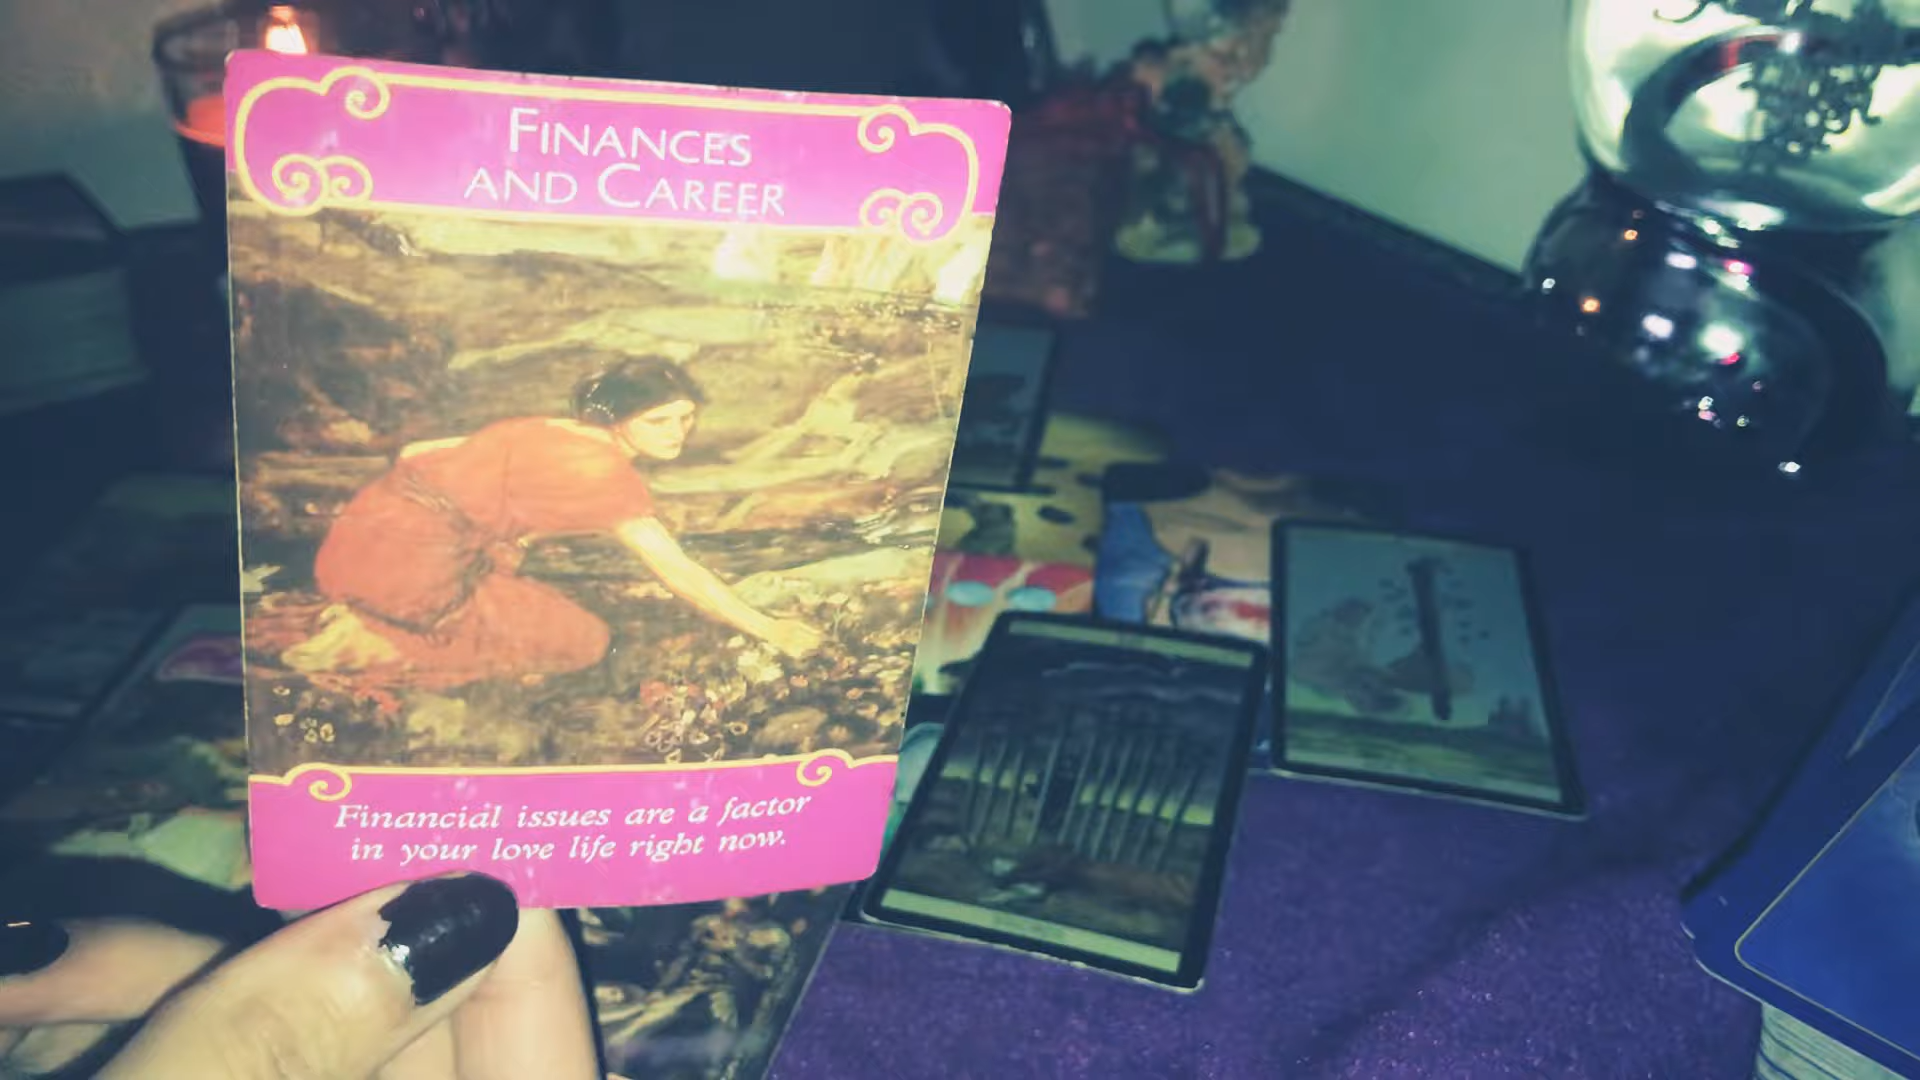 FINANCES
AND CAREER
Financial issues are a factor
in your love life right now.